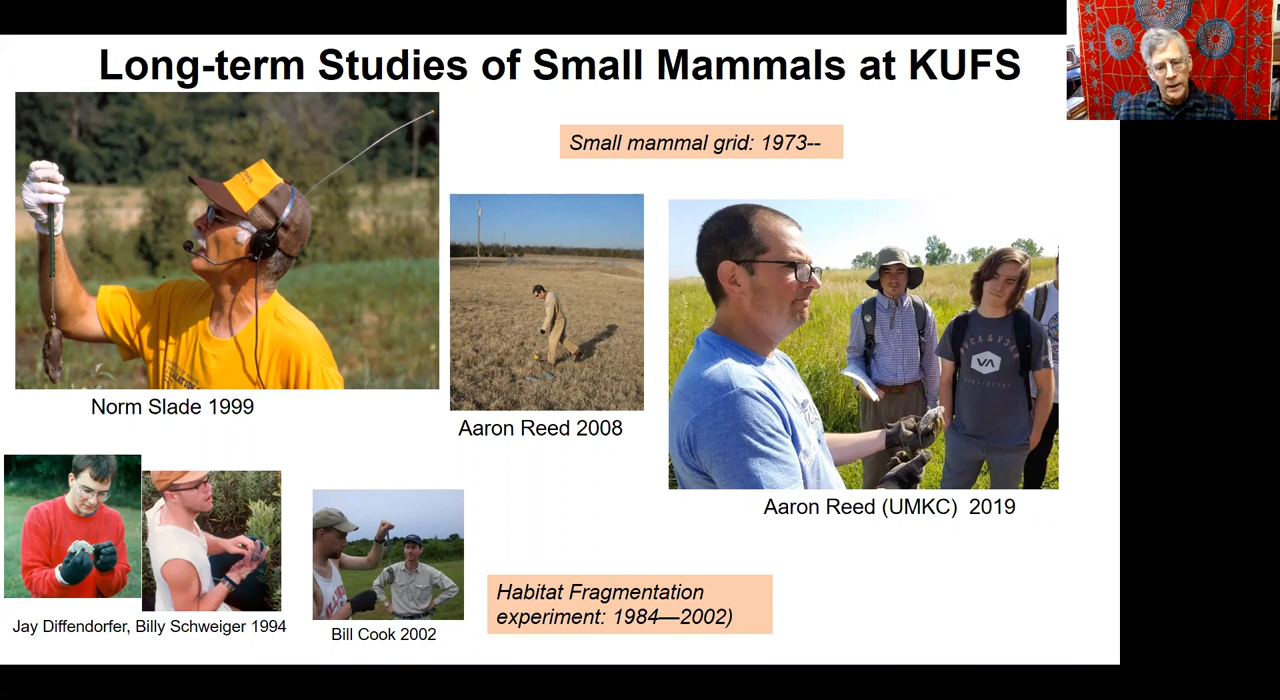 Long-term Studies of Small Mammals at KUFS
Small mammal grid: 1973--
Norm Slade 1999
Aaron Reed 2008
VA
Aaron Reed (UMKC)  2019
Jay Diffendorfer, Billy Schweiger 1994
Bill Cook 2002
Habitat Fragmentation
experiment: 1984—2002)